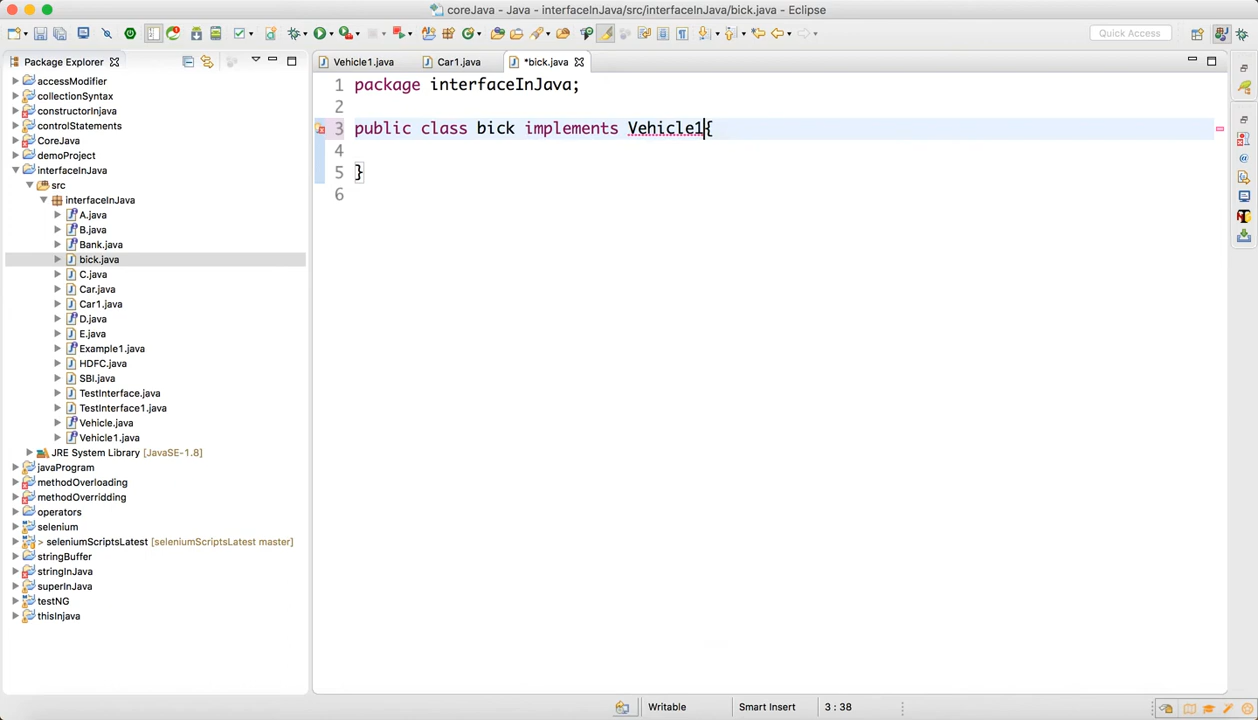 coreJava - Java - interfaceInJava/src/interfaceInJava/bick.java - Eclipse
Quick Access
Package Explorer
Vehicle1.java
Car1.java
*bick.java
accessModifier
collectionSyntax
constructorInjava
controlStatements
CoreJava
demoProject
interfaceInJava
src
interfaceInJava
A.java
B.java
Bank.java
bick.java
C.java
Car.java
Car1.java
D.java
E.java
Example1.java
HDFC.java
SBI.java
TestInterface.java
TestInterface1.java
Vehicle.java
Vehicle1.java
JRE System Library [JavaSE-1.8]
javaProgram
methodOverloading
methodOverridding
operators
selenium
> seleniumScriptsLatest [seleniumScriptsLatest master]
stringBuffer
stringInJava
superInJava
testNG
thisInjava
1 package interfaceInJava;
2
3 public class bick implements Vehicle1{
4
5 }
6
Writable
Smart Insert
3 : 38